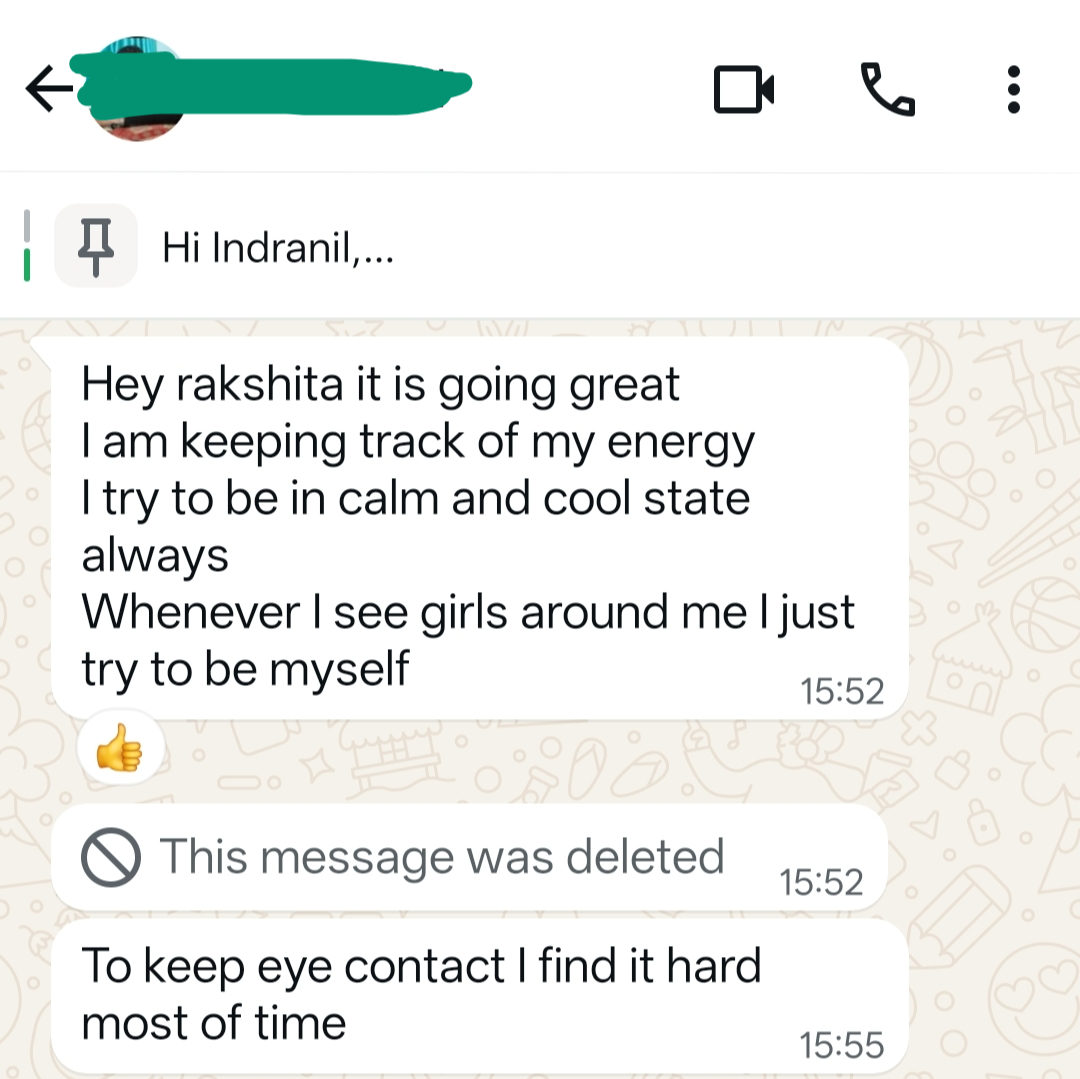 Hi Indranil,...
Hey rakshita it is going great
I am keeping track of my energy
I try to be in calm and cool state
always
Whenever I see girls around me I just
try to be myself
15:52
This message was deleted
15:52
To keep eye contact I find it hard
most of time
15:55